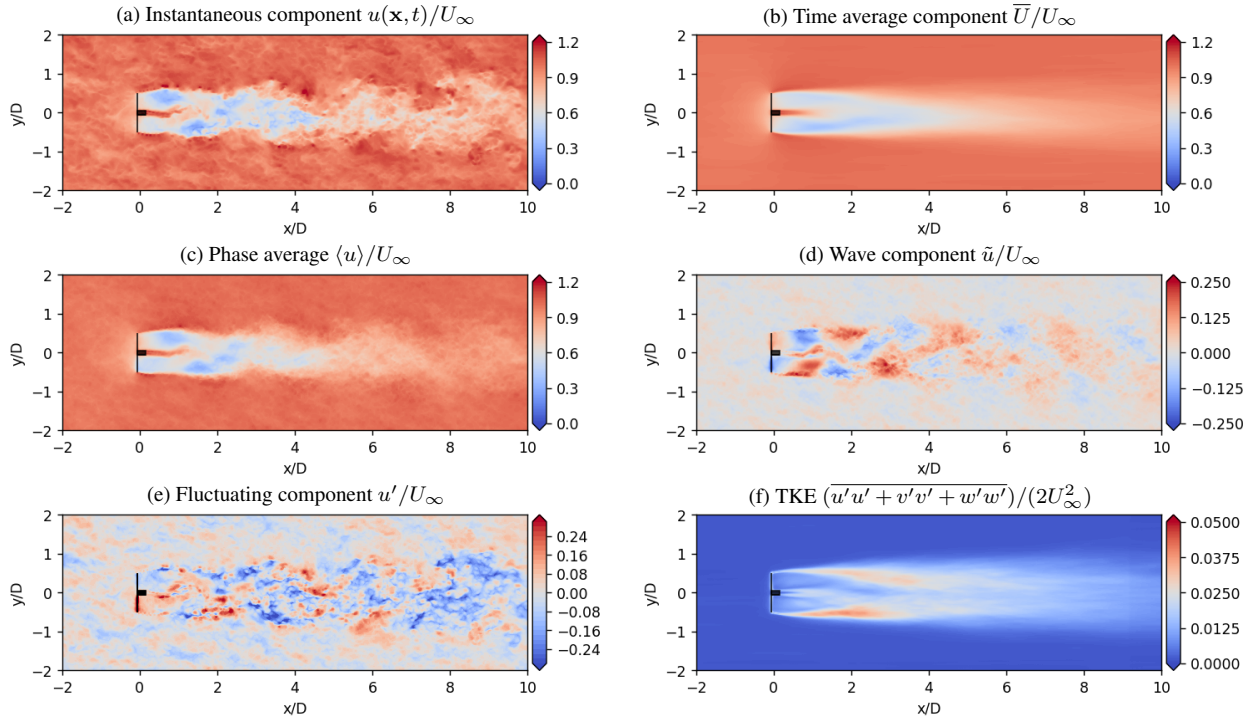 (a) Instantaneous component u(x, t)/U∞
2
1
0
−1
−2
y/D
−2 0 2 4 6 8 10
x/D
1.2
0.9
0.6
0.3
0.0
(b) Time average component U̅/U∞
2
1
0
−1
−2
y/D
−2 0 2 4 6 8 10
x/D
1.2
0.9
0.6
0.3
0.0
(c) Phase average ⟨u⟩/U∞
2
1
0
−1
−2
y/D
−2 0 2 4 6 8 10
x/D
1.2
0.9
0.6
0.3
0.0
(d) Wave component ũ/U∞
2
1
0
−1
−2
y/D
−2 0 2 4 6 8 10
x/D
0.250
0.125
0.000
−0.125
−0.250
(e) Fluctuating component u′/U∞
2
1
0
−1
−2
y/D
−2 0 2 4 6 8 10
x/D
0.24
0.16
0.08
0.00
−0.08
−0.16
−0.24
(f) TKE (u′u′ + v′v′ + w′w′)/(2U²∞)
2
1
0
−1
−2
y/D
−2 0 2 4 6 8 10
x/D
0.0500
0.0375
0.0250
0.0125
0.0000